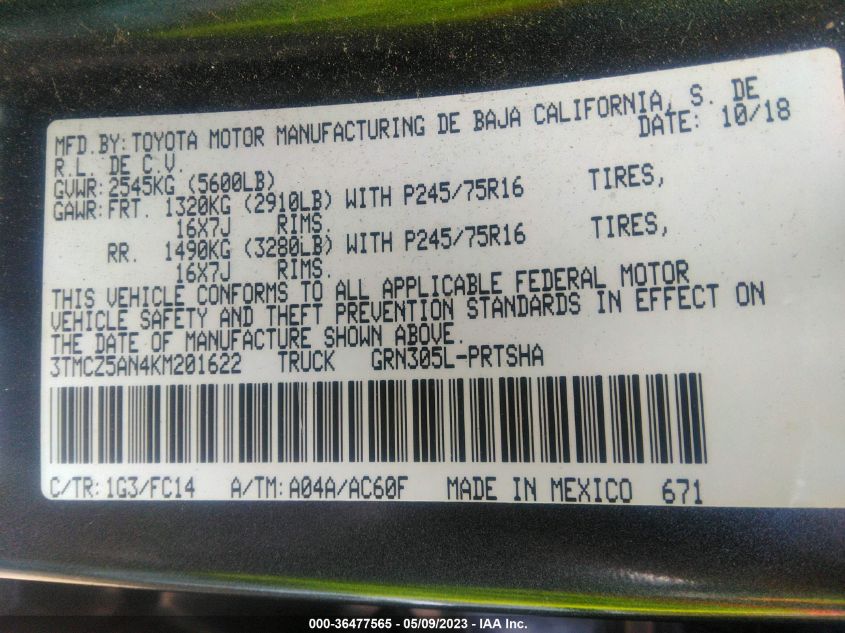 MFD.BY: TOYOTA MOTOR MANUFACTURING DE BAJA CALIFORNIA, S. DE
R.L. DE C.V. DATE: 10/18
GVWR: 2545KG (5600LB)
GAWR: FRT. 1320KG (2910LB) WITH P245/75R16 TIRES,
16X7J RIMS.
RR. 1490KG (3280LB) WITH P245/75R16 TIRES,
16X7J RIMS.
THIS VEHICLE CONFORMS TO ALL APPLICABLE FEDERAL MOTOR
VEHICLE SAFETY AND THEFT PREVENTION STANDARDS IN EFFECT ON
THE DATE OF MANUFACTURE SHOWN ABOVE.
3TMCZ5AN4KM201622 TRUCK GRN305L-PRTSHA
C/TR: 1G3/FC14 A/TM: A04A/AC60F MADE IN MEXICO 671
000-36477565 - 05/09/2023 - IAA Inc.